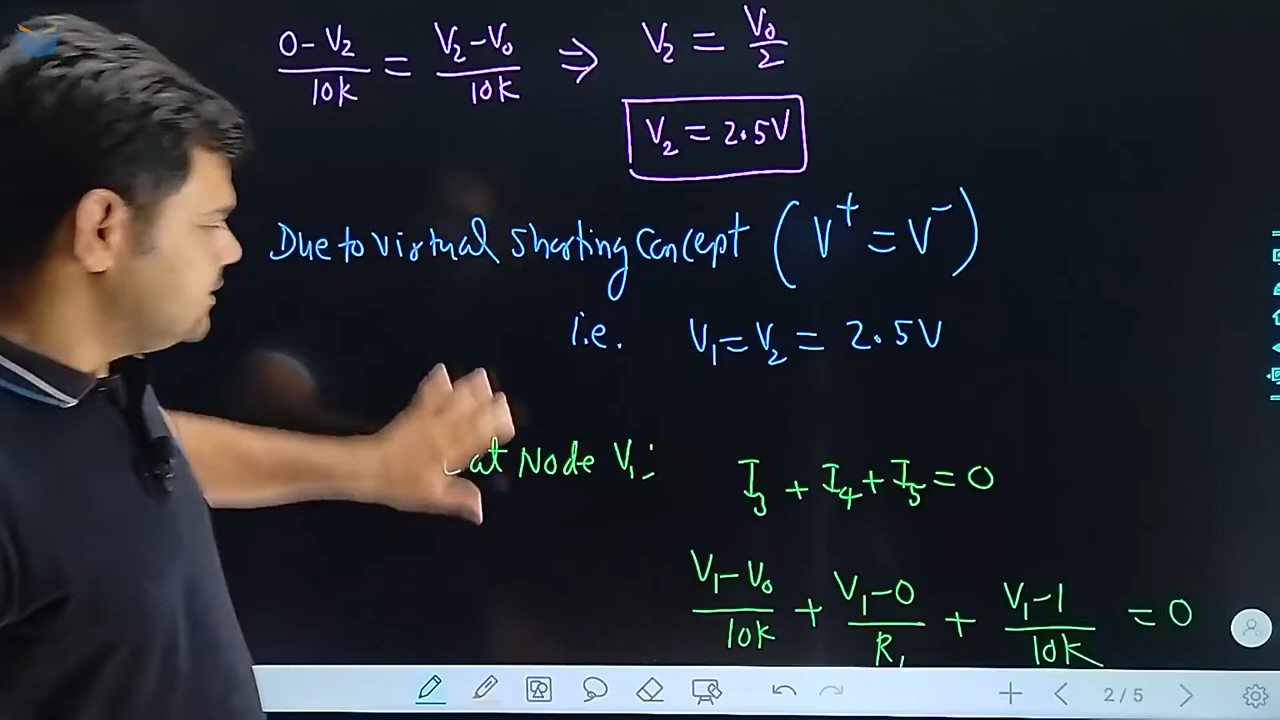 (0-V₂)/10k = (V₂-V₀)/10k ⇒ V₂ = V₀/2
V₂ = 2.5V
Due to virtual shorting concept (V⁺ = V⁻)
i.e. V₁ = V₂ = 2.5V
at Node V₁: I₃ + I₄ + I₅ = 0
(V₁-V₀)/10k + (V₁-0)/R₁ + (V₁-1)/10k = 0
2/5